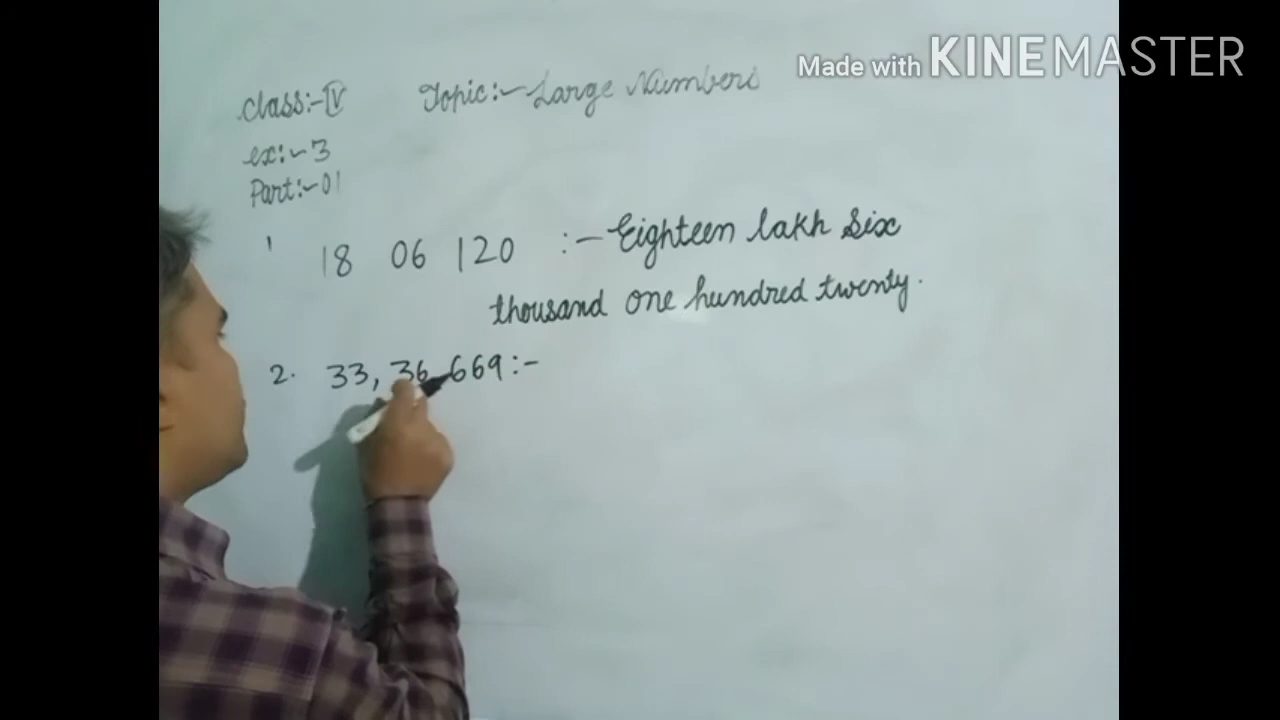 Made with KINEMASTER
Class:-IV Topic:- Large Numbers
ex:-3
Part:-01
1 18 06 120 :- Eighteen lakh six
thousand one hundred twenty.
2. 33, 36 669:-